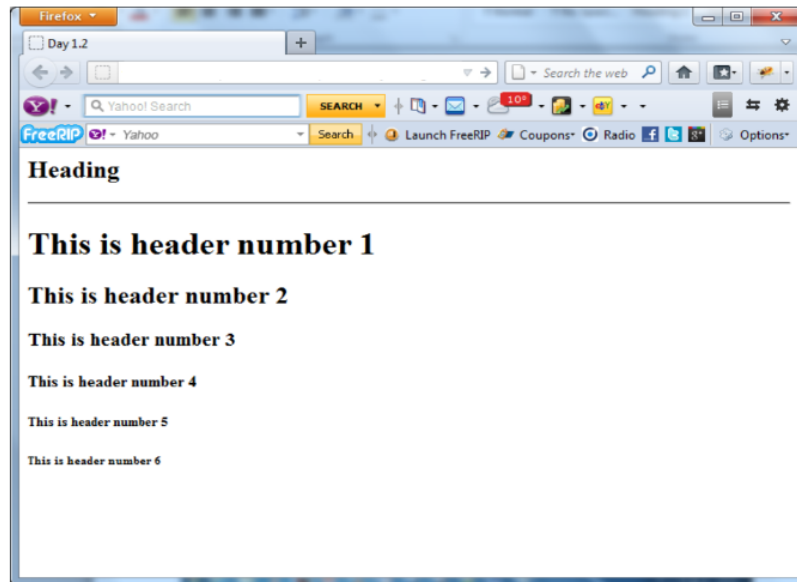 Firefox
Day 1.2
Search the web
Yahoo! Search SEARCH 10°
FreeRIP Yahoo Search Launch FreeRIP Coupons Radio Options
Heading
This is header number 1
This is header number 2
This is header number 3
This is header number 4
This is header number 5
This is header number 6